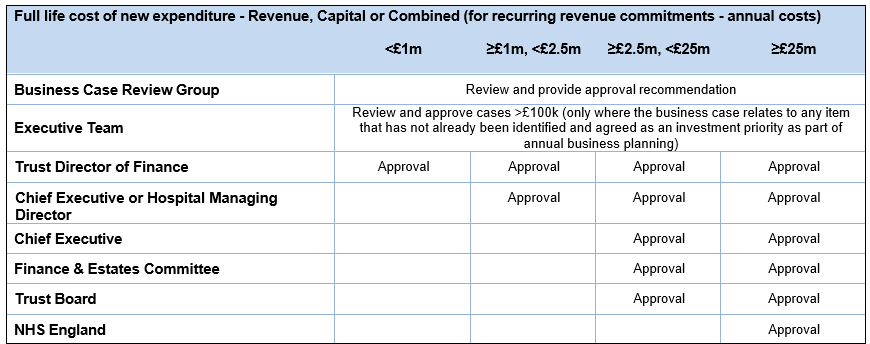 Full life cost of new expenditure - Revenue, Capital or Combined (for recurring revenue commitments - annual costs)
<£1m ≥£1m, <£2.5m ≥£2.5m, <£25m ≥£25m
Business Case Review Group Review and provide approval recommendation
Executive Team Review and approve cases >£100k (only where the business case relates to any item
that has not already been identified and agreed as an investment priority as part of
annual business planning)
Trust Director of Finance Approval Approval Approval Approval
Chief Executive or Hospital Managing Approval Approval Approval
Director
Chief Executive Approval Approval
Finance & Estates Committee Approval Approval
Trust Board Approval Approval
NHS England Approval